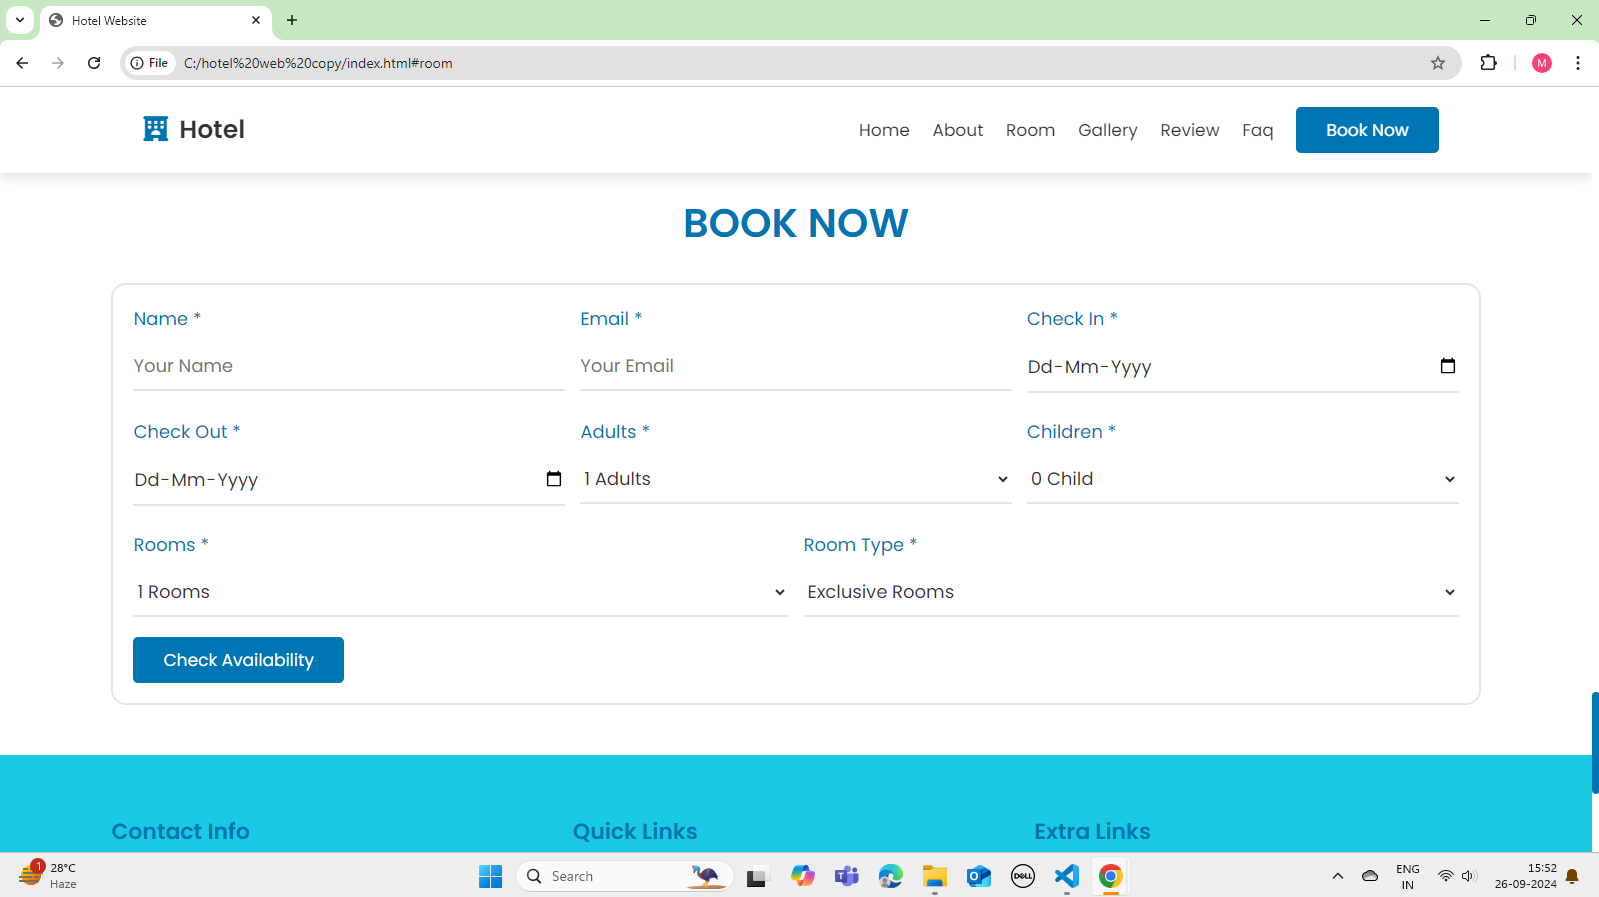 Hotel Website
File C:/hotel%20web%20copy/index.html#room
M
Hotel
Home About Room Gallery Review Faq Book Now
BOOK NOW
Name * Email * Check In *
Your Name Your Email Dd-Mm-Yyyy
Check Out * Adults * Children *
Dd-Mm-Yyyy 1 Adults 0 Child
Rooms * Room Type *
1 Rooms Exclusive Rooms
Check Availability
Contact Info Quick Links Extra Links
1 28°C
Haze
Search
DELL
ENG
IN
15:52
26-09-2024